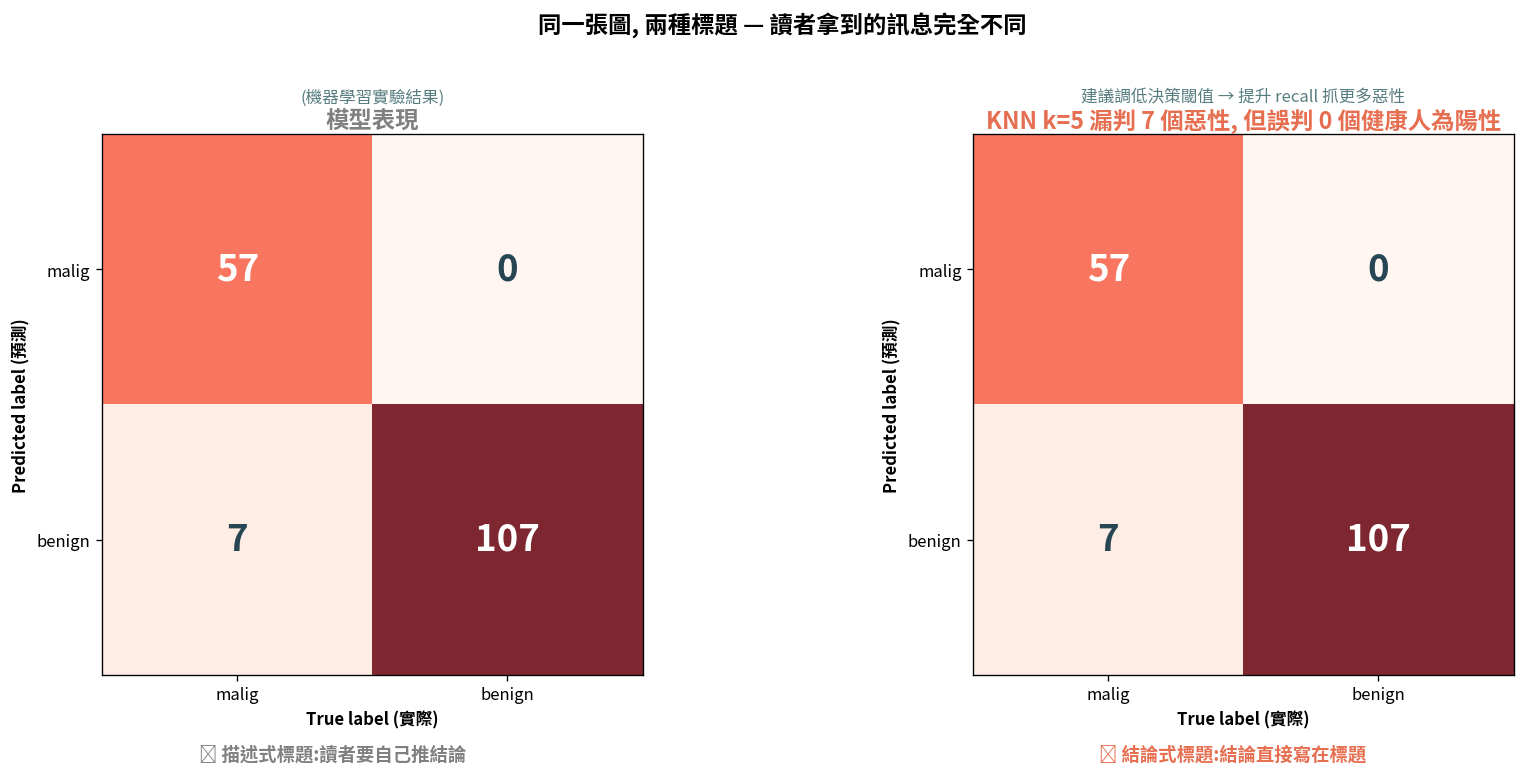 同一張圖, 兩種標題 — 讀者拿到的訊息完全不同
(機器學習實驗結果)
模型表現
Predicted label (預測)
malig
57
0
benign
7
107
malig
benign
True label (實際)
描述式標題:讀者要自己推結論
建議調低決策閾值 → 提升 recall 抓更多惡性
KNN k=5 漏判 7 個惡性, 但誤判 0 個健康人為陽性
Predicted label (預測)
malig
57
0
benign
7
107
malig
benign
True label (實際)
結論式標題:結論直接寫在標題